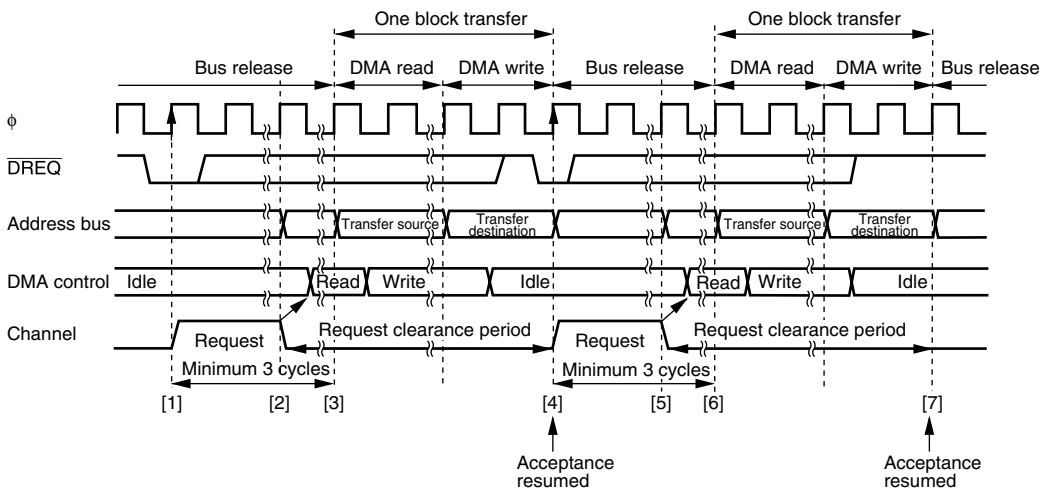 One block transfer One block transfer
Bus release DMA read DMA write Bus release DMA read DMA write Bus release
ϕ
DREQ
Address bus Transfer source Transfer destination Transfer source Transfer destination
DMA control Idle Read Write Idle Read Write Idle
Channel Request Request clearance period Request Request clearance period
Minimum 3 cycles Minimum 3 cycles
[1] [2] [3] [4] [5] [6] [7]
Acceptance resumed Acceptance resumed